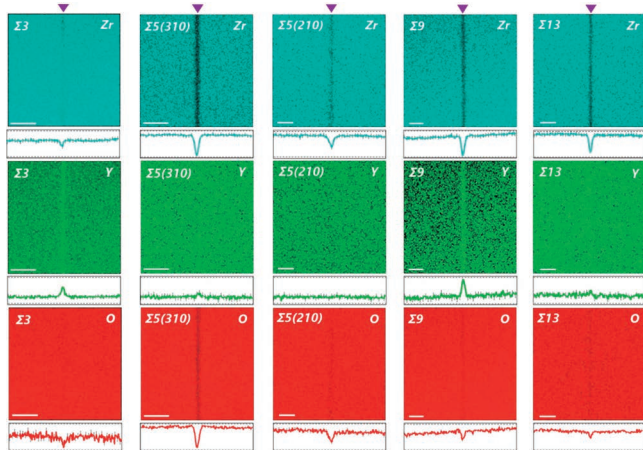 Σ3 Zr
Σ5(310) Zr
Σ5(210) Zr
Σ9 Zr
Σ13 Zr
Σ3 Y
Σ5(310) Y
Σ5(210) Y
Σ9 Y
Σ13 Y
Σ3 O
Σ5(310) O
Σ5(210) O
Σ9 O
Σ13 O